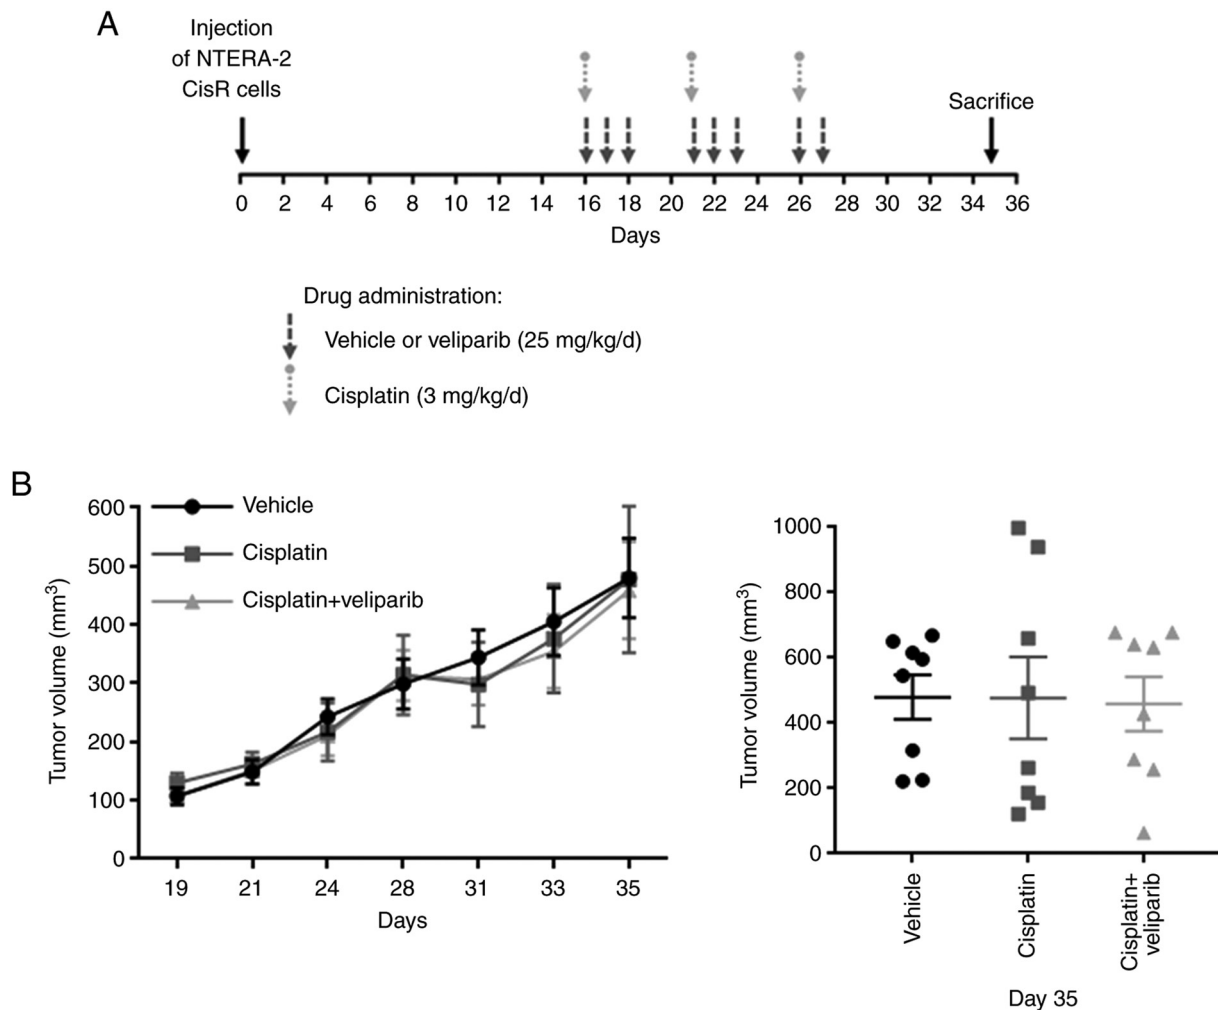 A
Injection
of NTERA-2
CisR cells
Sacrifice
0 2 4 6 8 10 12 14 16 18 20 22 24 26 28 30 32 34 36
Days
Drug administration:
Vehicle or veliparib (25 mg/kg/d)
Cisplatin (3 mg/kg/d)
B
Vehicle
Cisplatin
Cisplatin+veliparib
Tumor volume (mm³)
600
500
400
300
200
100
0
19 21 24 28 31 33 35
Days
Tumor volume (mm³)
1000
800
600
400
200
0
Vehicle
Cisplatin
Cisplatin+
veliparib
Day 35